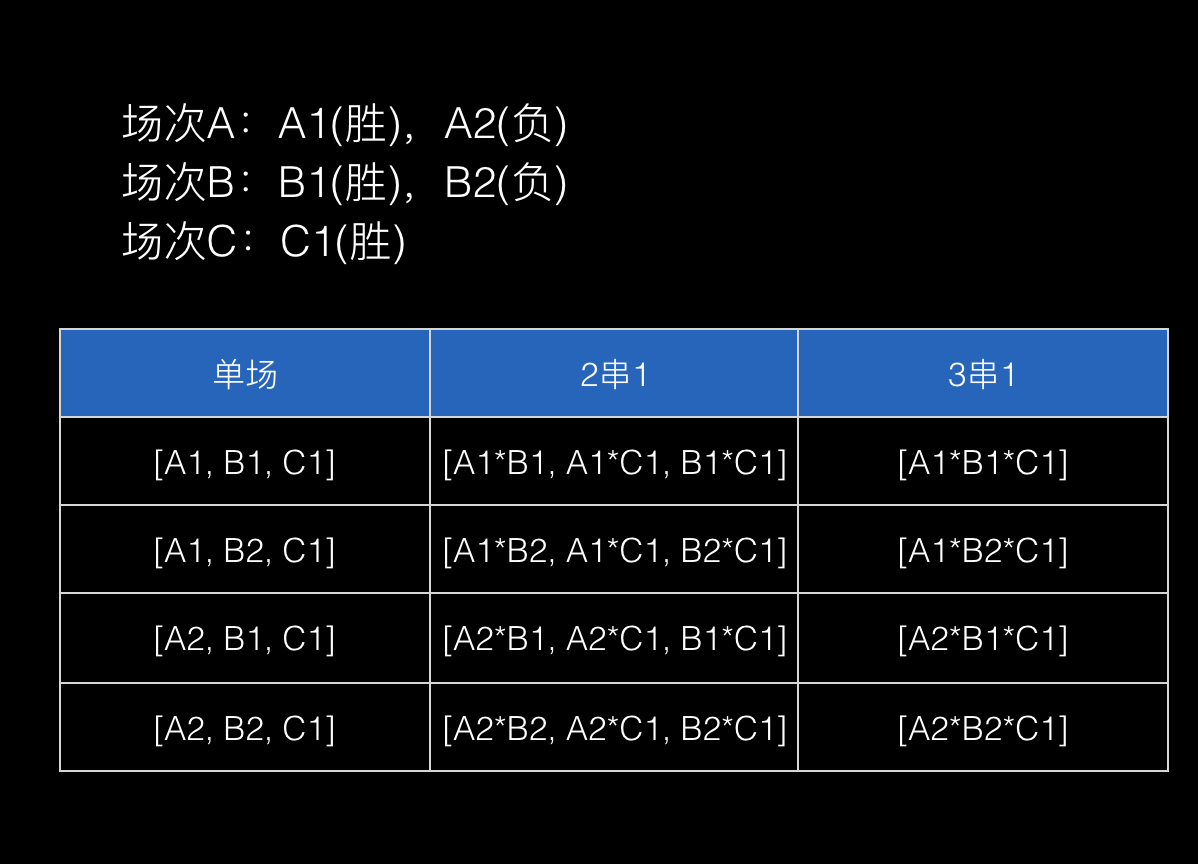 场次A：A1(胜)，A2(负)
场次B：B1(胜)，B2(负)
场次C：C1(胜)
单场 2串1 3串1
[A1, B1, C1] [A1*B1, A1*C1, B1*C1] [A1*B1*C1]
[A1, B2, C1] [A1*B2, A1*C1, B2*C1] [A1*B2*C1]
[A2, B1, C1] [A2*B1, A2*C1, B1*C1] [A2*B1*C1]
[A2, B2, C1] [A2*B2, A2*C1, B2*C1] [A2*B2*C1]